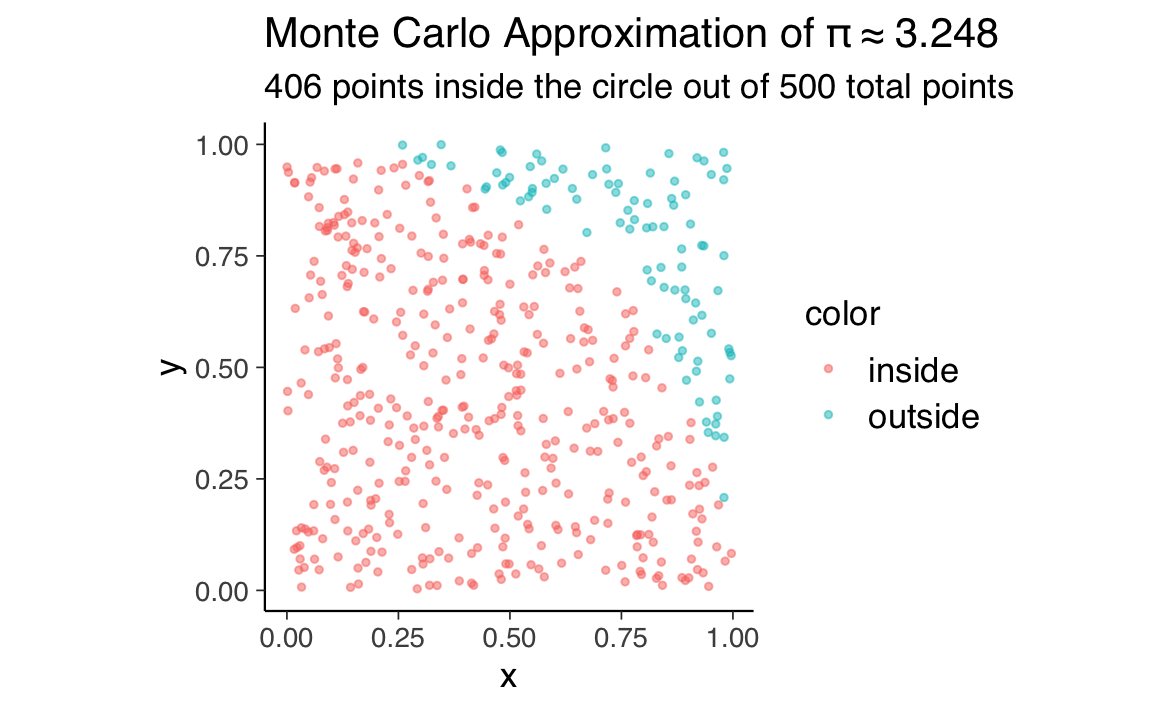 Monte Carlo Approximation of π ≈ 3.248
406 points inside the circle out of 500 total points
1.00
0.75
0.50
0.25
0.00
y
0.00 0.25 0.50 0.75 1.00
x
color
inside
outside